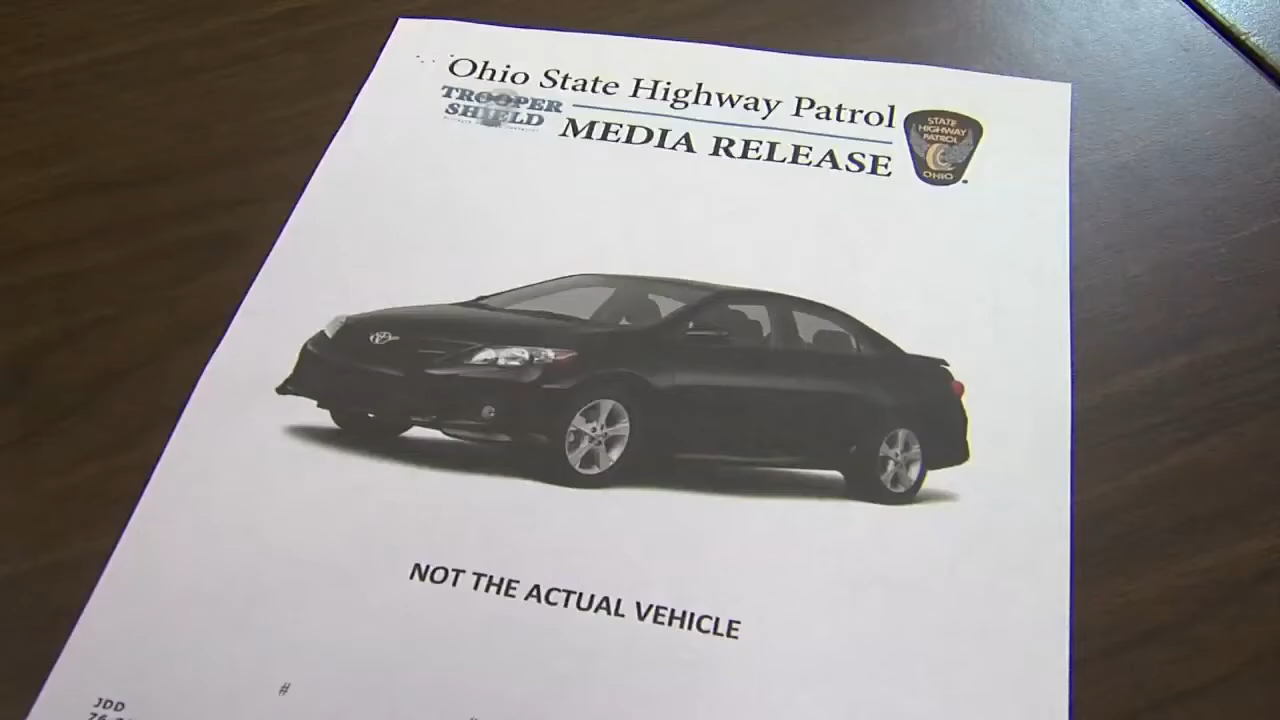 Ohio State Highway Patrol
TROOPER
SHIELD
MEDIA RELEASE
STATE
HIGHWAY
PATROL
OHIO
NOT THE ACTUAL VEHICLE
#
JDD